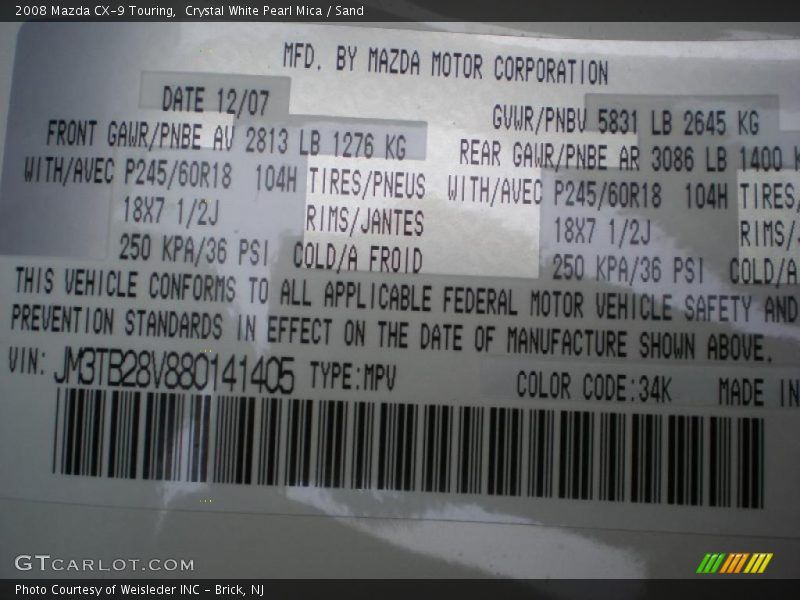 2008 Mazda CX-9 Touring,  Crystal White Pearl Mica / Sand
MFD. BY MAZDA MOTOR CORPORATION
DATE 12/07
GVWR/PNBV 5831 LB 2645 KG
FRONT GAWR/PNBE AV 2813 LB 1276 KG
REAR GAWR/PNBE AR 3086 LB 1400 K
WITH/AVEC P245/60R18 104H TIRES/PNEUS WITH/AVEC P245/60R18 104H TIRES/
18X7 1/2J RIMS/JANTES 18X7 1/2J RIMS/
250 KPA/36 PSI COLD/A FROID 250 KPA/36 PSI COLD/A
THIS VEHICLE CONFORMS TO ALL APPLICABLE FEDERAL MOTOR VEHICLE SAFETY AND
PREVENTION STANDARDS IN EFFECT ON THE DATE OF MANUFACTURE SHOWN ABOVE.
VIN: JM3TB28V880141405 TYPE:MPV COLOR CODE:34K MADE IN
GTCARLOT.COM
Photo Courtesy of Weisleder INC - Brick, NJ